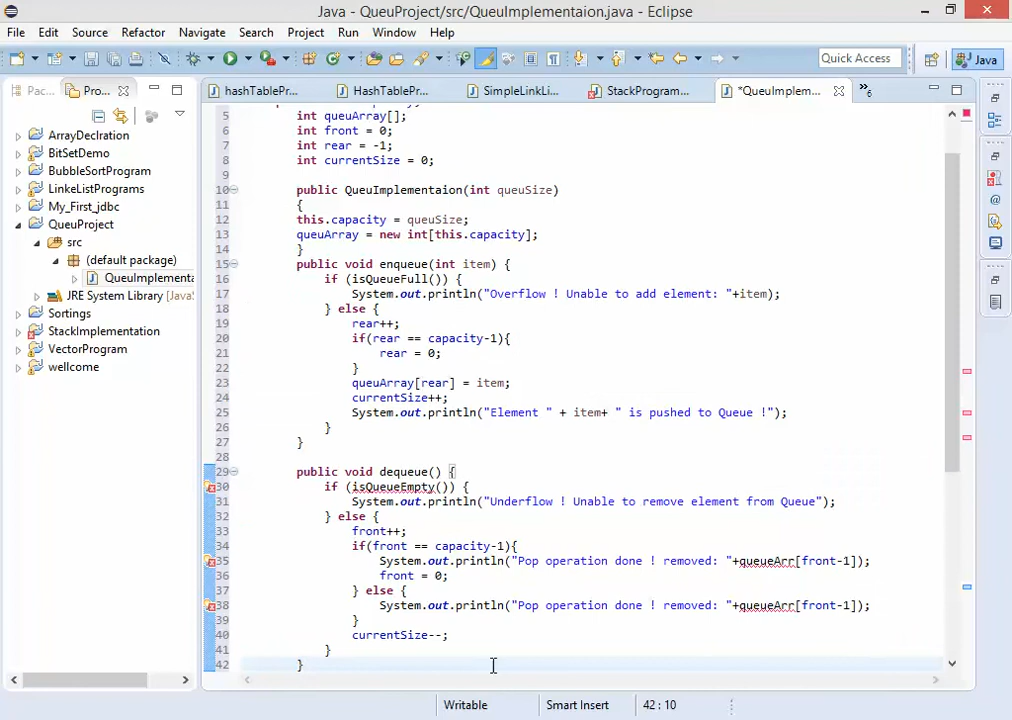 Java - QueuProject/src/QueuImplementaion.java - Eclipse
File Edit Source Refactor Navigate Search Project Run Window Help
Quick Access
Java
Pac... Pro...
hashTablePr... HashTablePr... SimpleLinkLi... StackProgram... *QueuImplem... »6
ArrayDeclration
BitSetDemo
BubbleSortProgram
LinkeListPrograms
My_First_jdbc
QueuProject
src
(default package)
QueuImplementa
JRE System Library [Java
Sortings
StackImplementation
VectorProgram
wellcome
5 int queuArray[];
6 int front = 0;
7 int rear = -1;
8 int currentSize = 0;
9
10 public QueuImplementaion(int queuSize)
11 {
12 this.capacity = queuSize;
13 queuArray = new int[this.capacity];
14 }
15 public void enqueue(int item) {
16 if (isQueueFull()) {
17 System.out.println("Overflow ! Unable to add element: "+item);
18 } else {
19 rear++;
20 if(rear == capacity-1){
21 rear = 0;
22 }
23 queuArray[rear] = item;
24 currentSize++;
25 System.out.println("Element " + item+ " is pushed to Queue !");
26 }
27 }
28
29 public void dequeue() {
30 if (isQueueEmpty()) {
31 System.out.println("Underflow ! Unable to remove element from Queue");
32 } else {
33 front++;
34 if(front == capacity-1){
35 System.out.println("Pop operation done ! removed: "+queueArr[front-1]);
36 front = 0;
37 } else {
38 System.out.println("Pop operation done ! removed: "+queueArr[front-1]);
39 }
40 currentSize--;
41 }
42 }
Writable Smart Insert 42 : 10